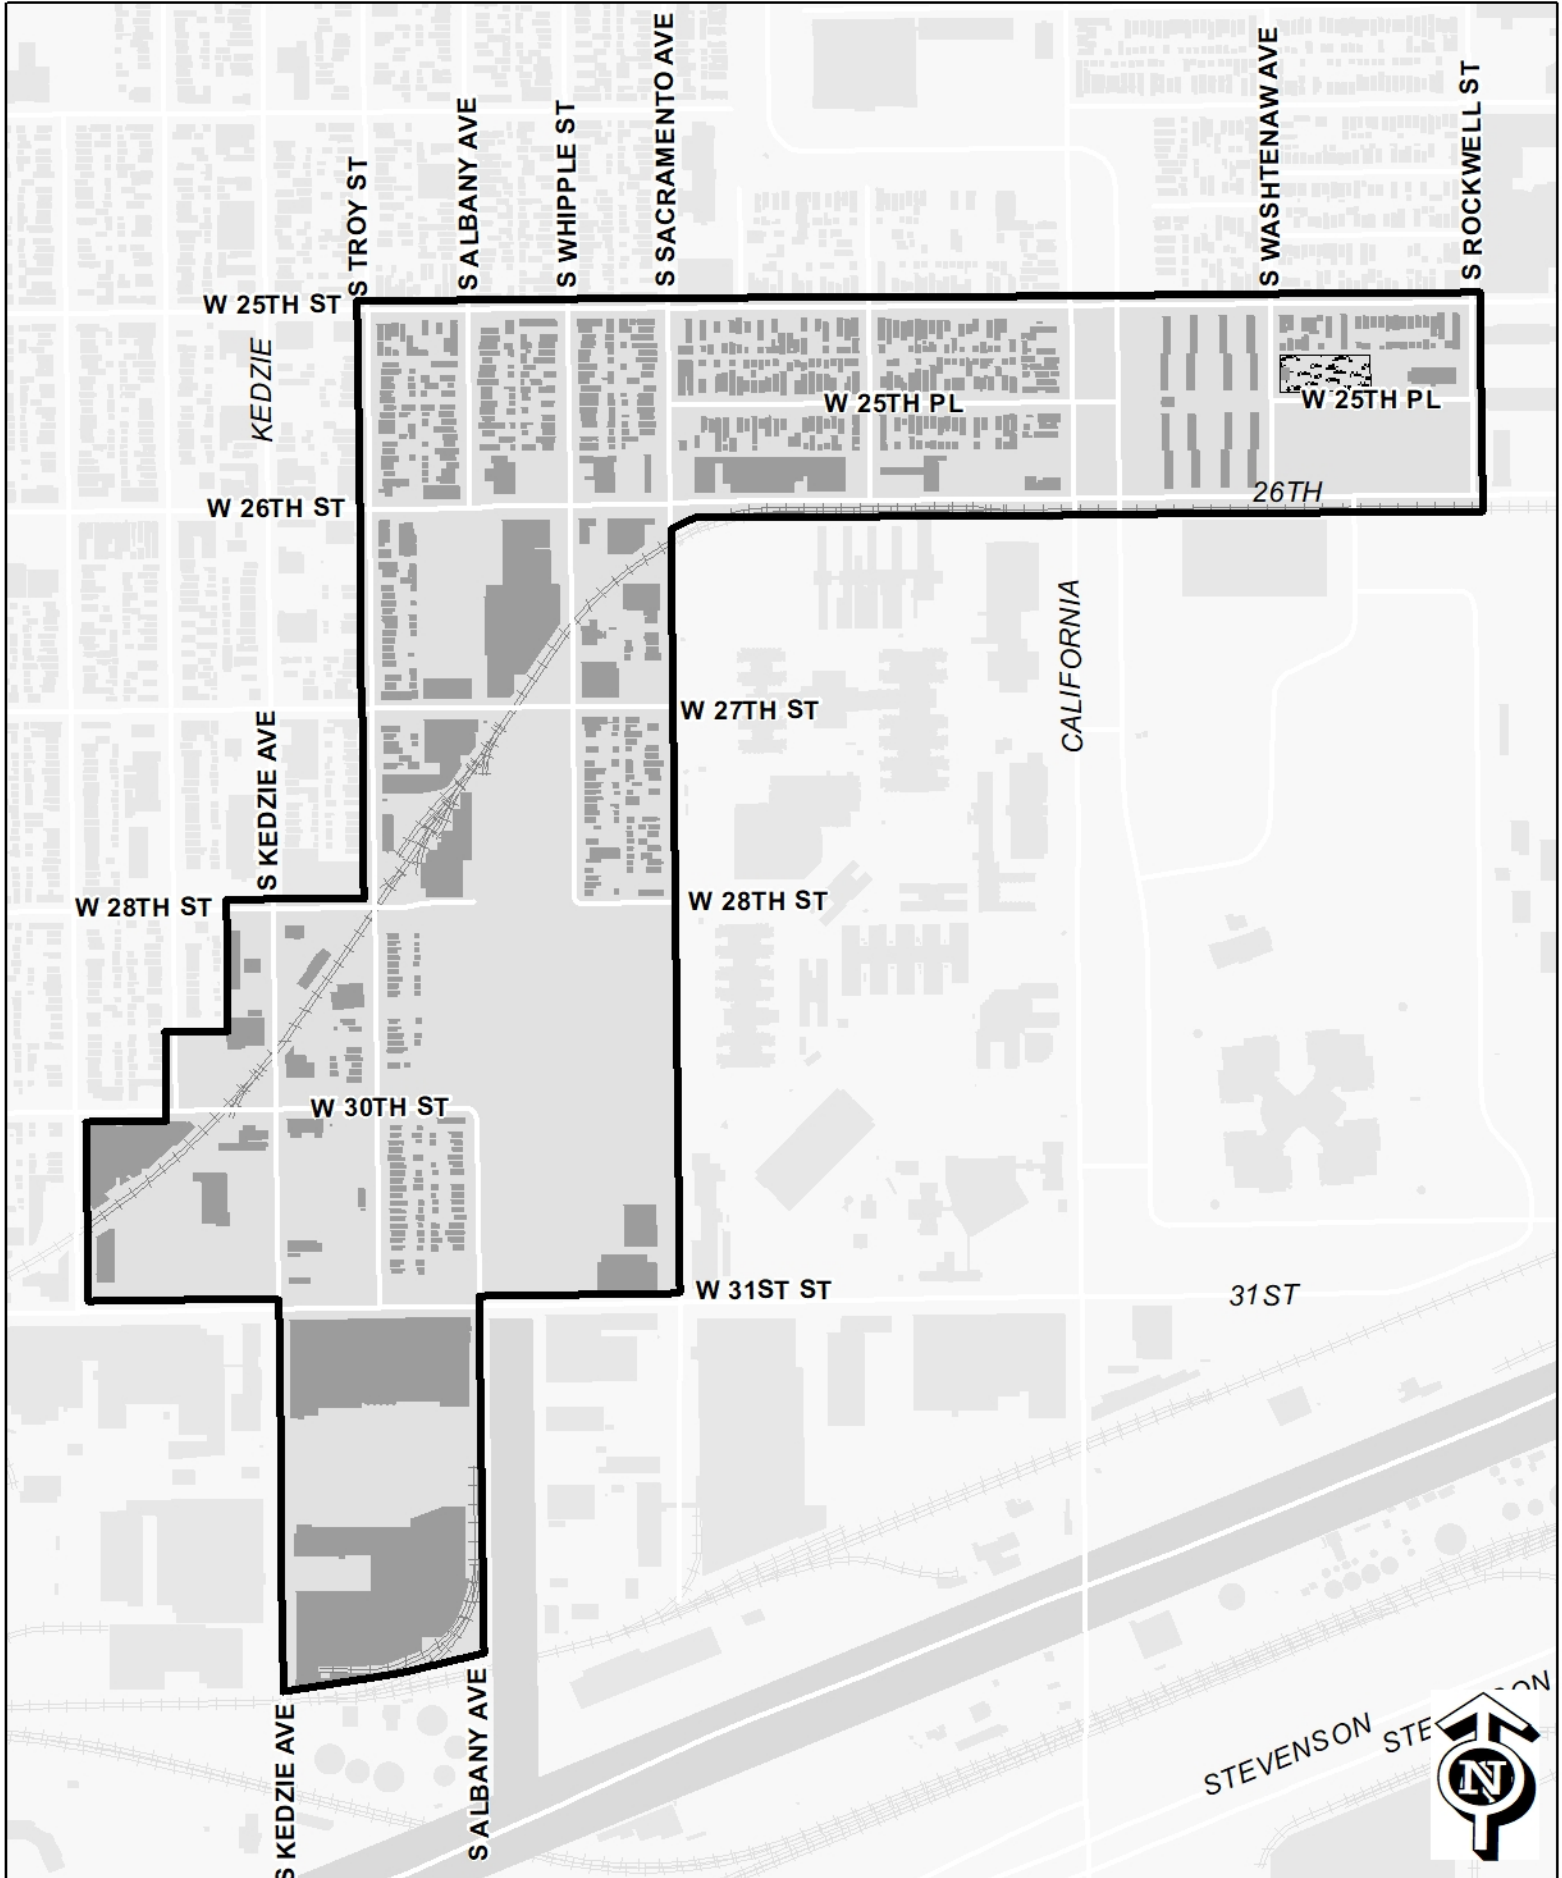 S TROY ST
S ALBANY AVE
S WHIPPLE ST
S SACRAMENTO AVE
S WASHTENAW AVE
S ROCKWELL ST
W 25TH ST
KEDZIE
W 25TH PL
W 25TH PL
W 26TH ST
26TH
CALIFORNIA
W 27TH ST
S KEDZIE AVE
W 28TH ST
W 28TH ST
W 30TH ST
W 31ST ST
31ST
S KEDZIE AVE
S ALBANY AVE
STEVENSON
N